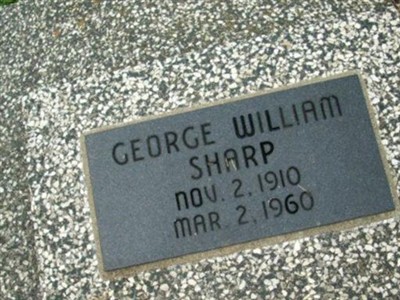 GEORGE WILLIAM
SHARP
NOV. 2, 1910
MAR. 2, 1960